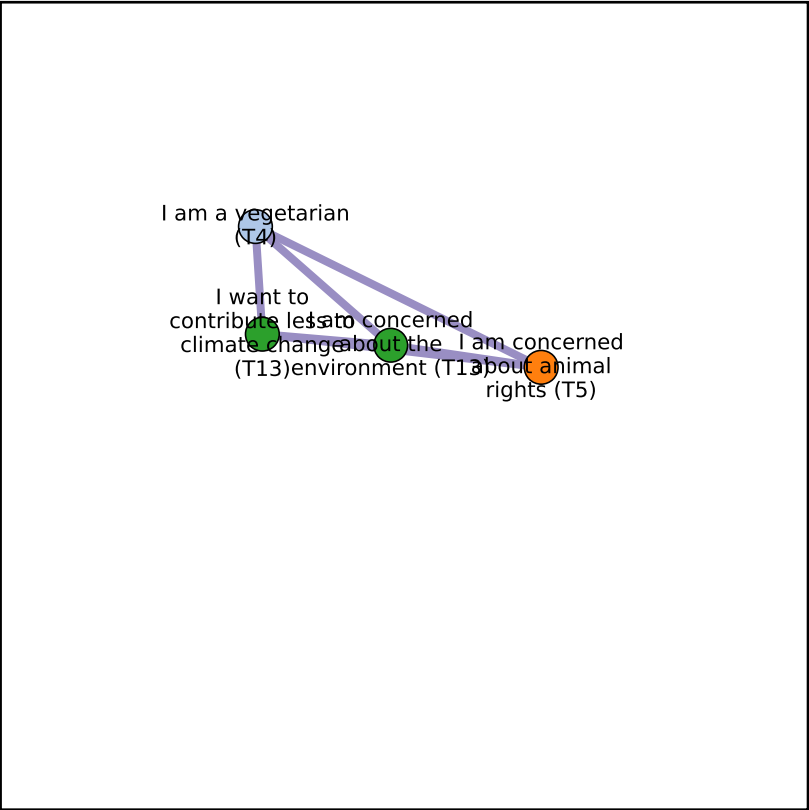 I am a vegetarian
(T4)
I want to
contribute less to
climate change
(T13)
I am concerned
about the
environment (T13)
I am concerned
about animal
rights (T5)